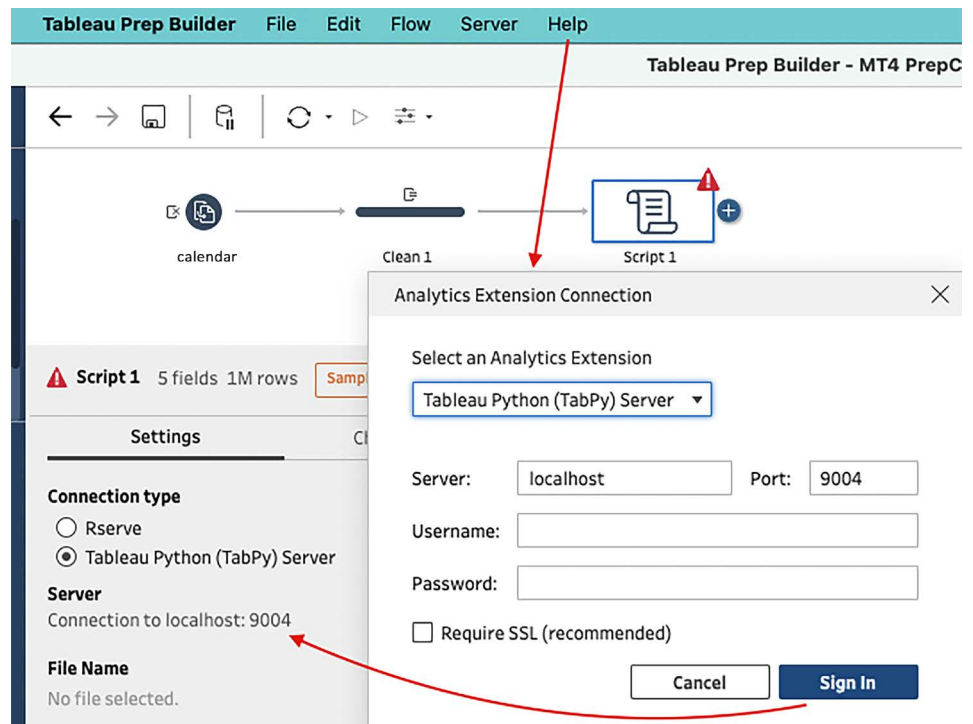 Tableau Prep Builder File Edit Flow Server Help
Tableau Prep Builder - MT4 PrepC
calendar Clean 1 Script 1
Analytics Extension Connection
Select an Analytics Extension
Tableau Python (TabPy) Server
Script 1 5 fields 1M rows Sampl
Settings Ch
Server: localhost Port: 9004
Connection type
Rserve
Username:
Tableau Python (TabPy) Server
Password:
Server
Connection to localhost: 9004
Require SSL (recommended)
File Name
No file selected.
Cancel Sign In